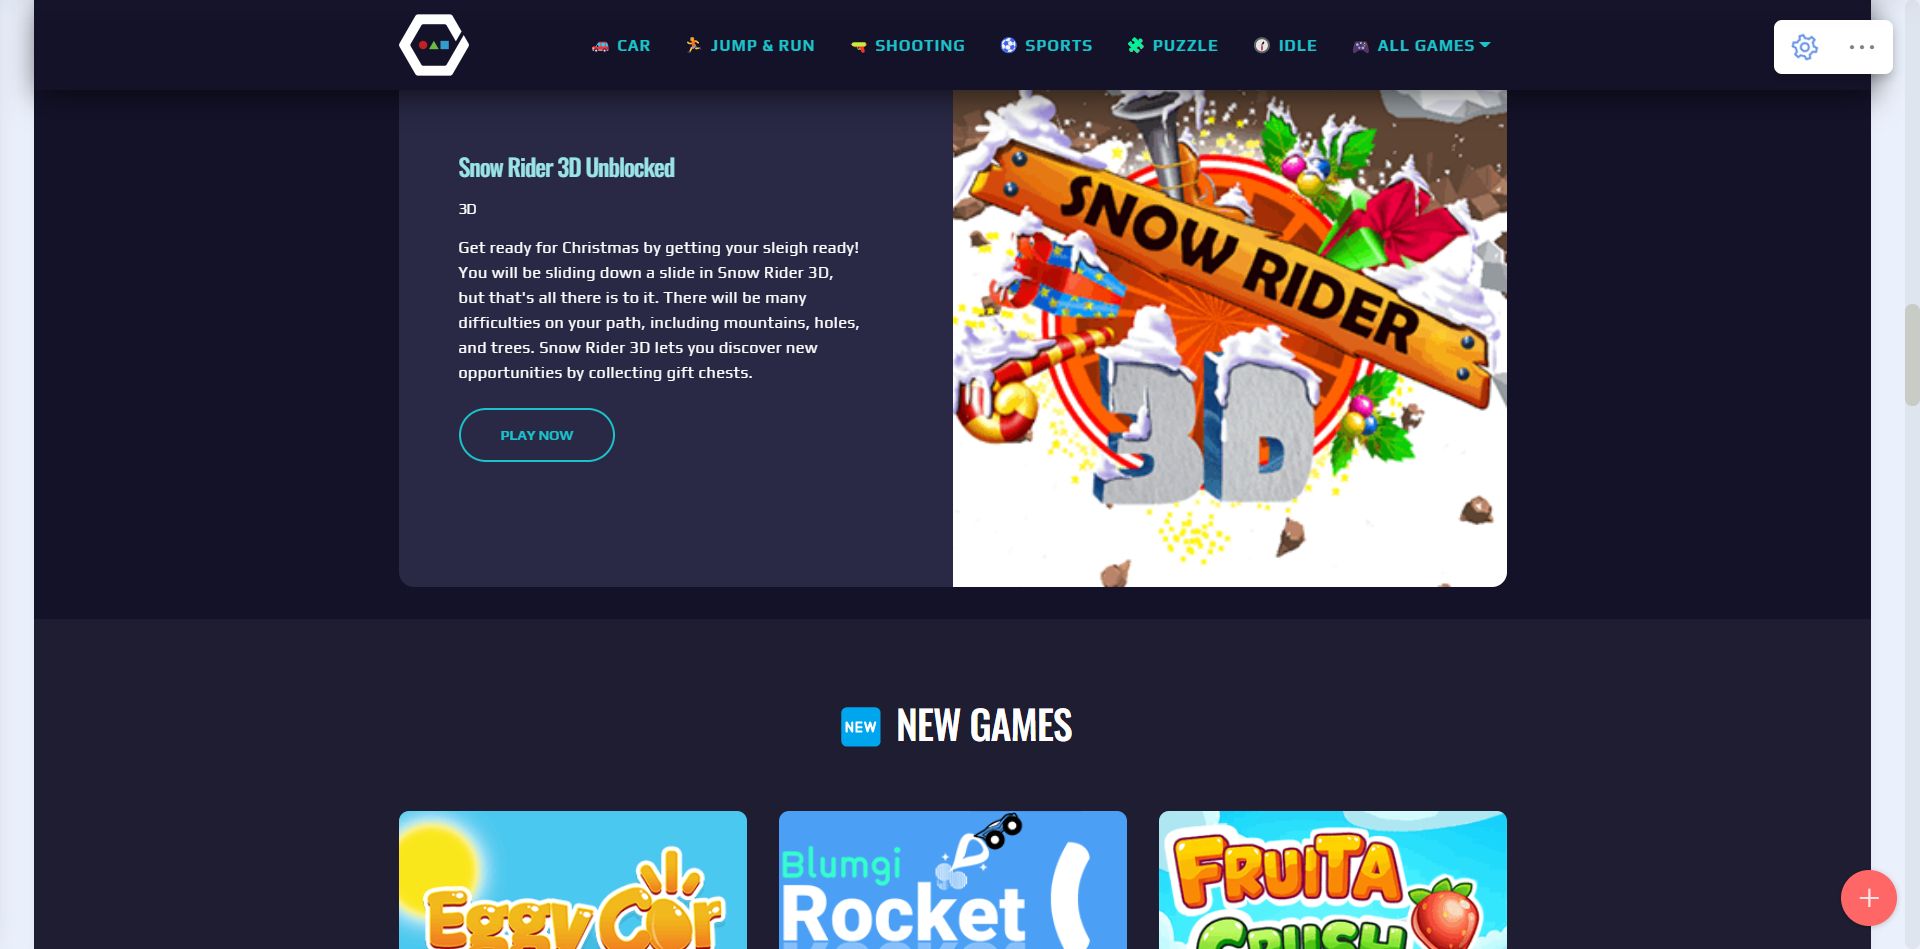 CAR JUMP & RUN SHOOTING SPORTS PUZZLE IDLE ALL GAMES
Snow Rider 3D Unblocked
3D
Get ready for Christmas by getting your sleigh ready!
You will be sliding down a slide in Snow Rider 3D,
but that's all there is to it. There will be many
difficulties on your path, including mountains, holes,
and trees. Snow Rider 3D lets you discover new
opportunities by collecting gift chests.
PLAY NOW
SNOW RIDER
3D
NEW NEW GAMES
Eggy Car
Blumgi
Rocket
FRUITA
CRUSH